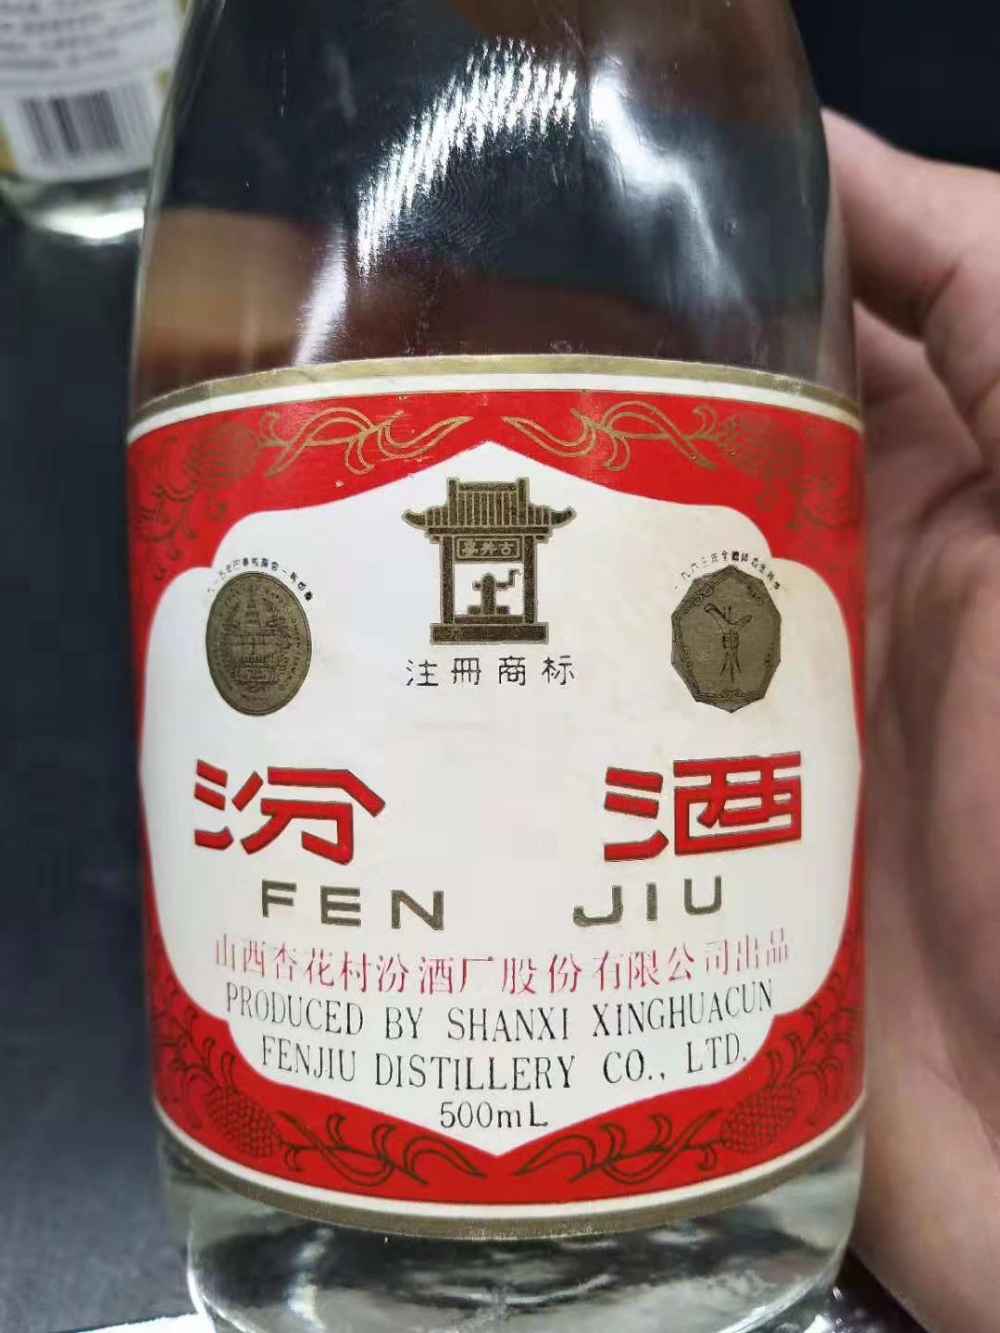 古井亭
注冊商标
汾酒
FEN JIU
山西杏花村汾酒厂股份有限公司出品
PRODUCED BY SHANXI XINGHUACUN
FENJIU DISTILLERY CO., LTD.
500mL